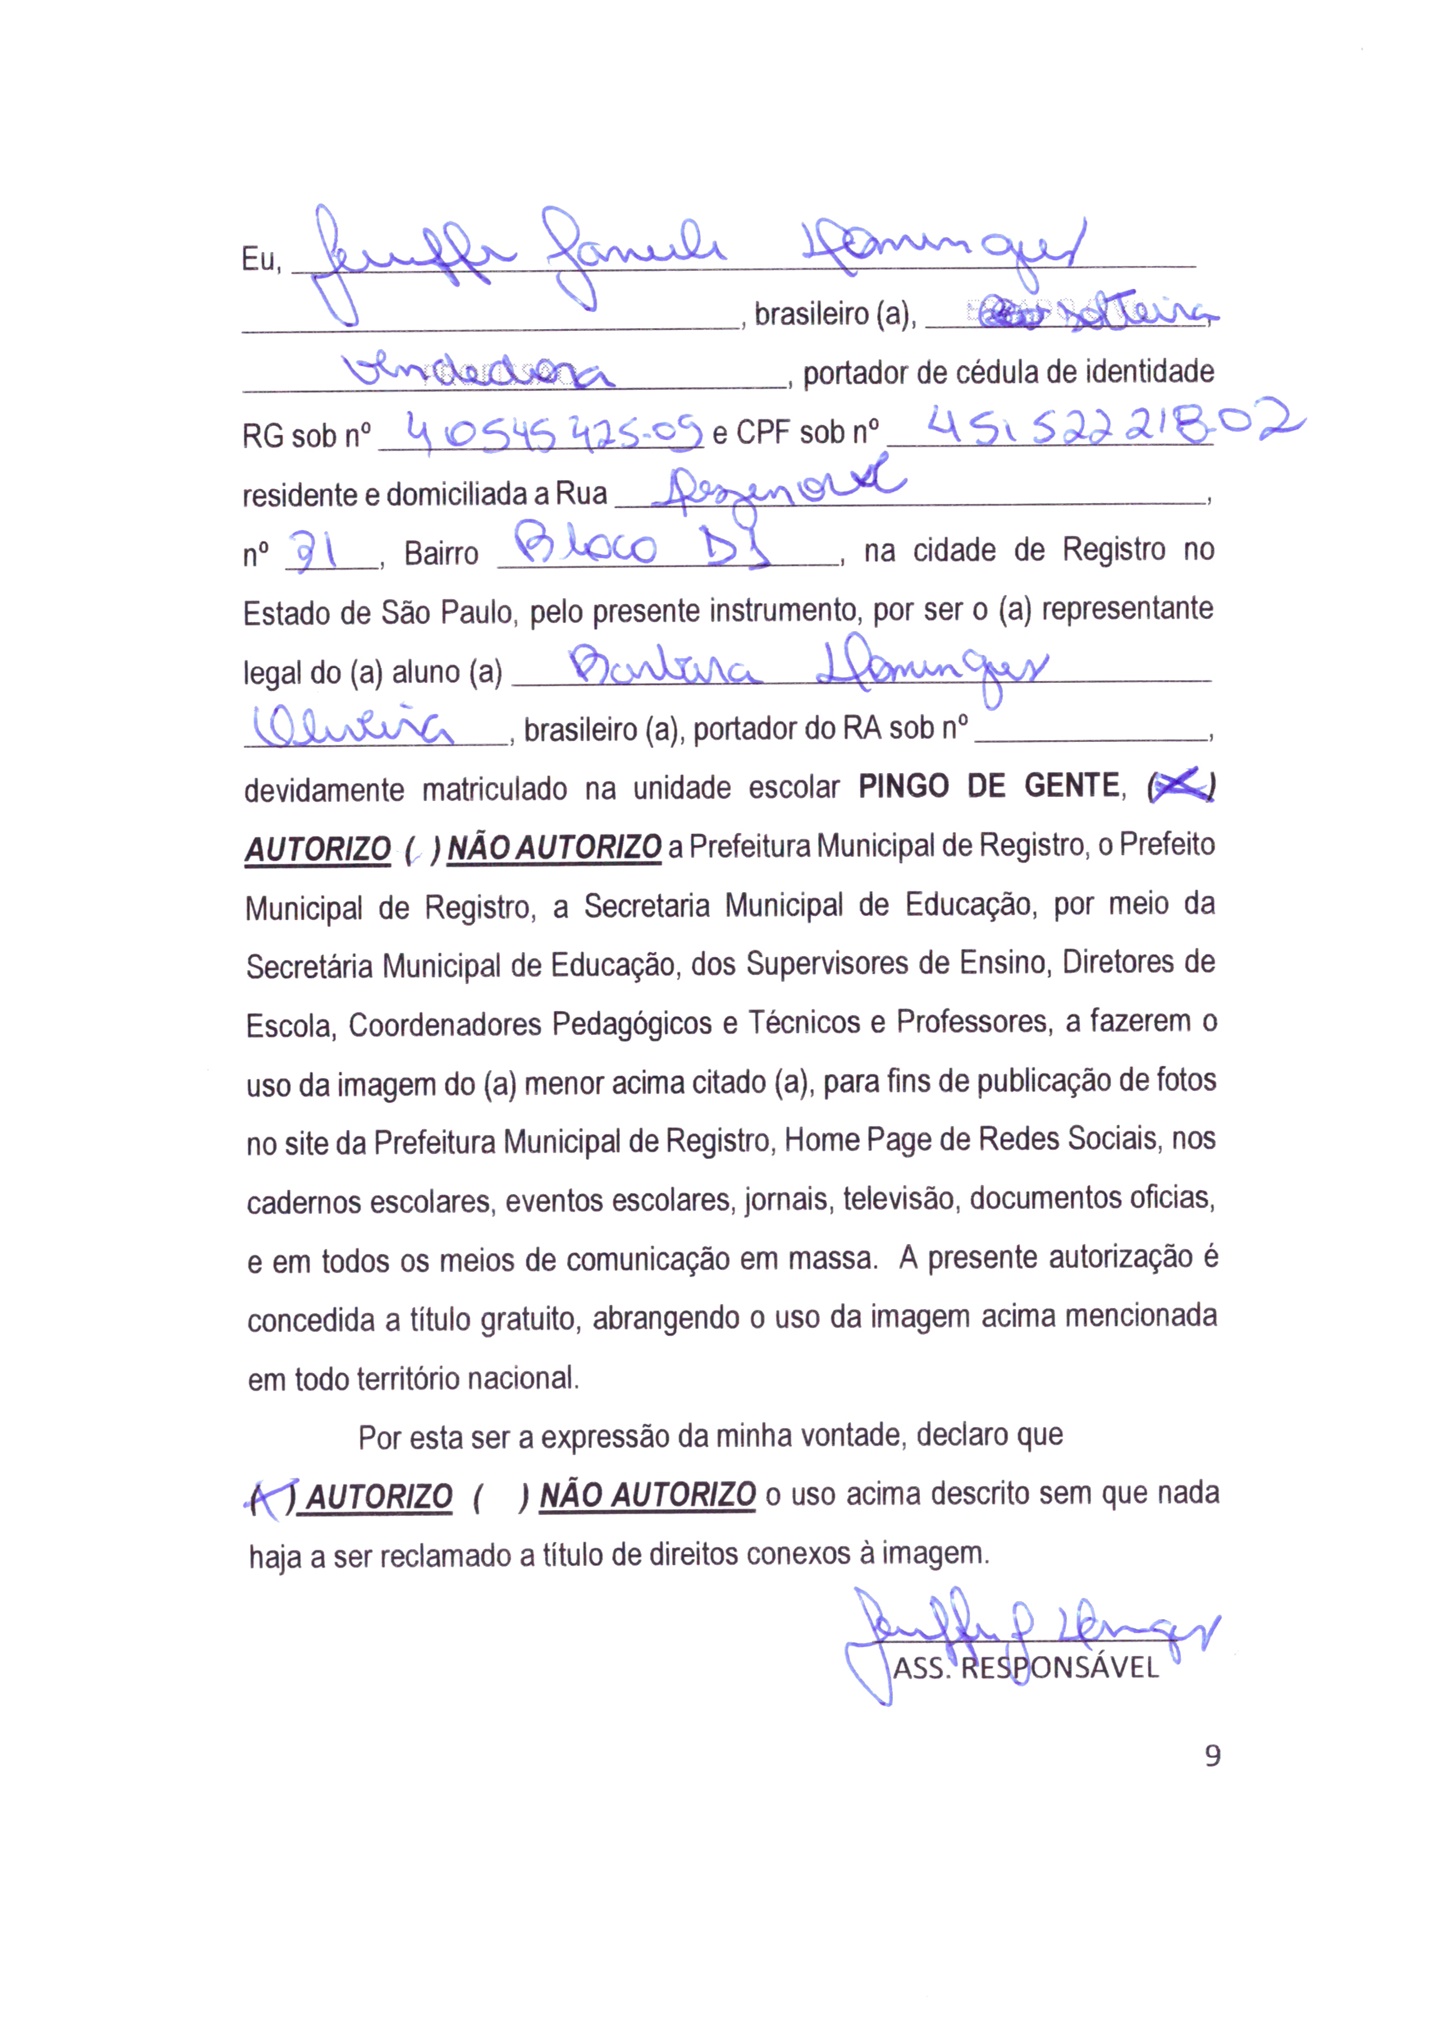 Eu, Jeniffer Daniele Domingues
, brasileiro (a), solteira,
vendedora, portador de cédula de identidade
RG sob nº 410545425-09 e CPF sob nº 451522218-02
residente e domiciliada a Rua
nº 31, Bairro Bloco D, na cidade de Registro no
Estado de São Paulo, pelo presente instrumento, por ser o (a) representante
legal do (a) aluno (a) Barbara Domingues
Oliveira, brasileiro (a), portador do RA sob nº ,
devidamente matriculado na unidade escolar PINGO DE GENTE, (X)
AUTORIZO ( ) NÃO AUTORIZO a Prefeitura Municipal de Registro, o Prefeito
Municipal de Registro, a Secretaria Municipal de Educação, por meio da
Secretária Municipal de Educação, dos Supervisores de Ensino, Diretores de
Escola, Coordenadores Pedagógicos e Técnicos e Professores, a fazerem o
uso da imagem do (a) menor acima citado (a), para fins de publicação de fotos
no site da Prefeitura Municipal de Registro, Home Page de Redes Sociais, nos
cadernos escolares, eventos escolares, jornais, televisão, documentos oficias,
e em todos os meios de comunicação em massa. A presente autorização é
concedida a título gratuito, abrangendo o uso da imagem acima mencionada
em todo território nacional.
Por esta ser a expressão da minha vontade, declaro que
(X) AUTORIZO ( ) NÃO AUTORIZO o uso acima descrito sem que nada
haja a ser reclamado a título de direitos conexos à imagem.
ASS. RESPONSÁVEL
9